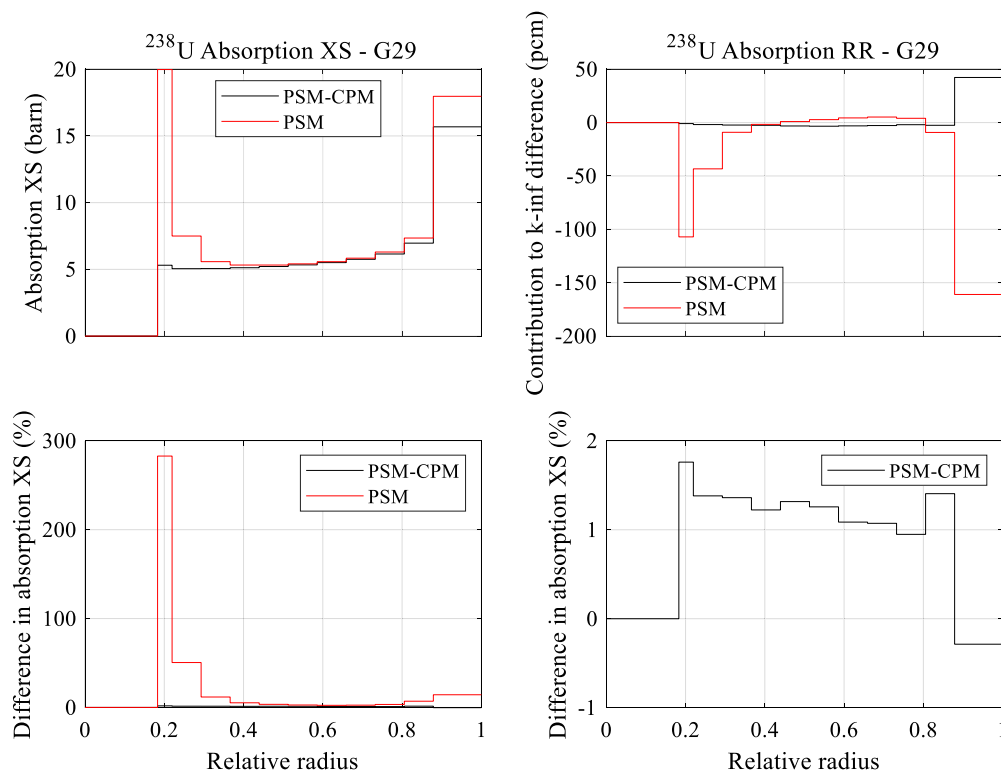 ²³⁸U Absorption XS - G29
Absorption XS (barn)
20
15
10
5
0
PSM-CPM
PSM
²³⁸U Absorption RR - G29
Contribution to k-inf difference (pcm)
50
0
-50
-100
-150
-200
PSM-CPM
PSM
Difference in absorption XS (%)
300
200
100
0
PSM-CPM
PSM
0 0.2 0.4 0.6 0.8 1
Relative radius
Difference in absorption XS (%)
2
1
0
-1
PSM-CPM
0 0.2 0.4 0.6 0.8 1
Relative radius